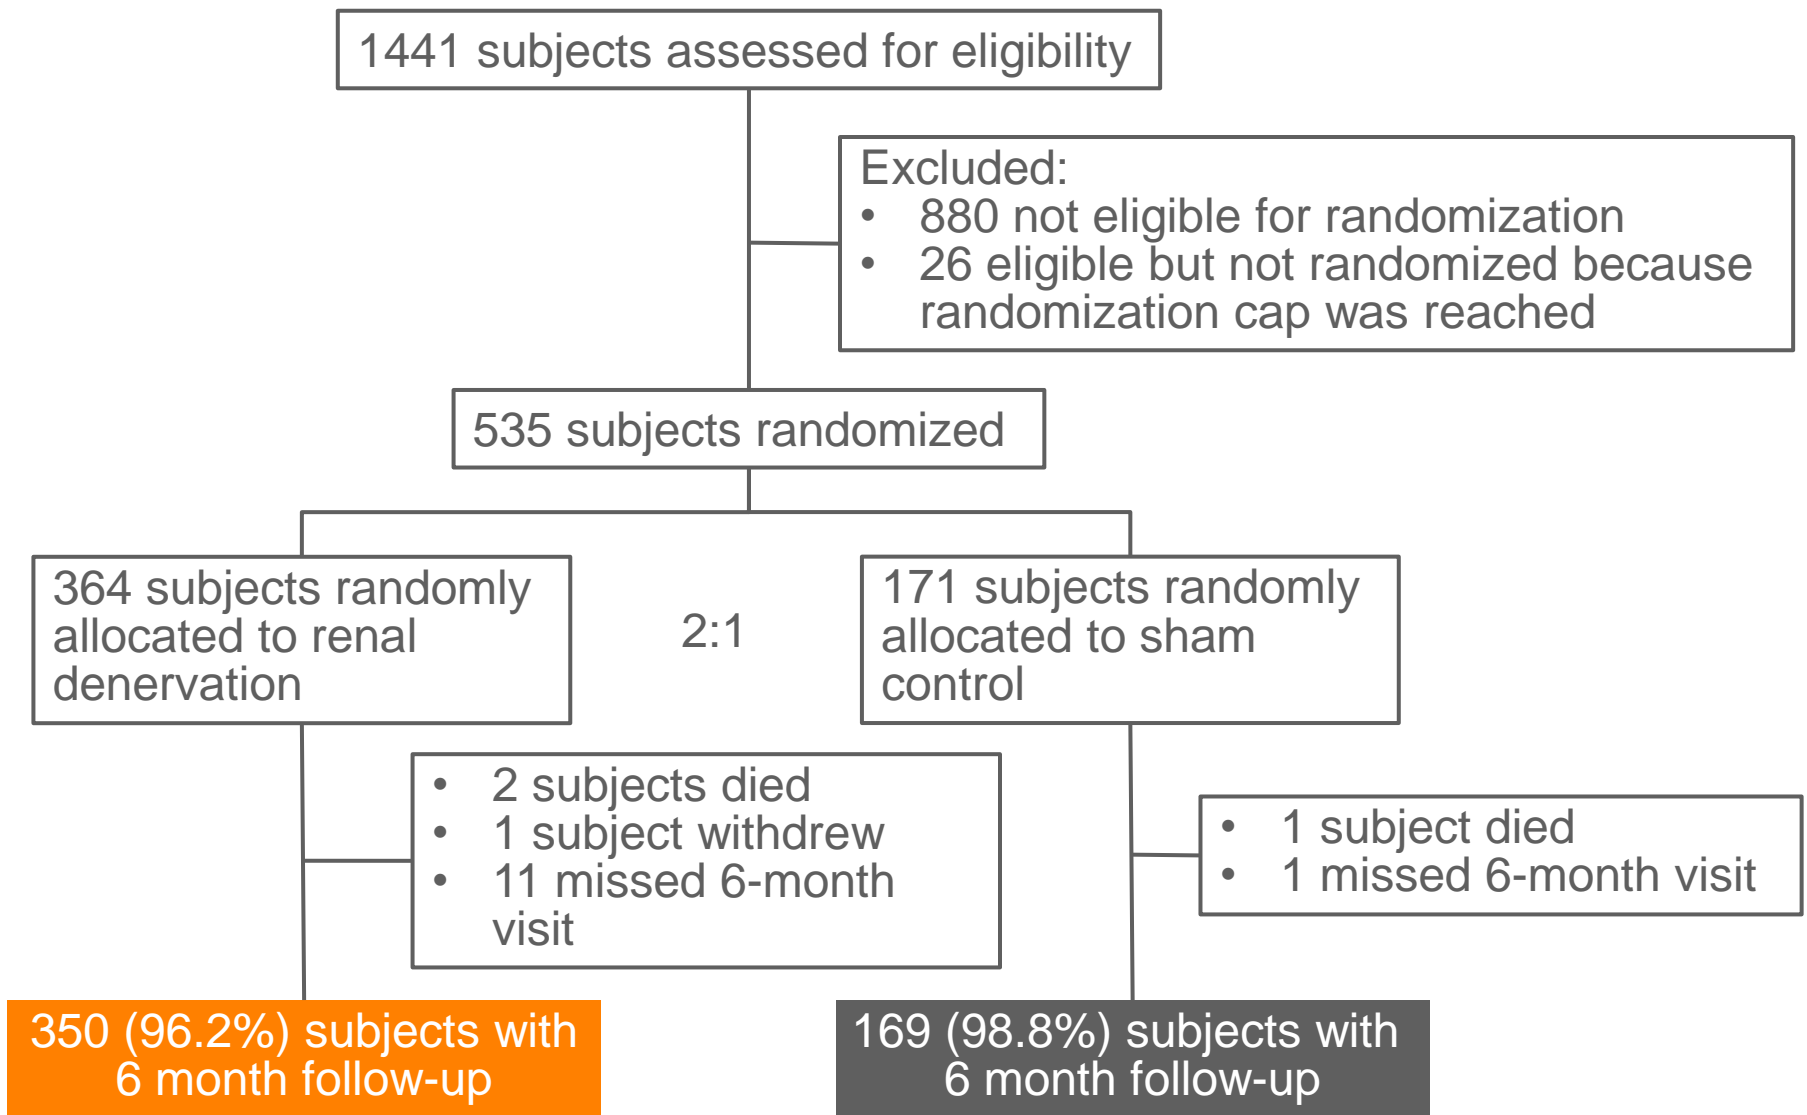 1441 subjects assessed for eligibility
Excluded:
• 880 not eligible for randomization
• 26 eligible but not randomized because
randomization cap was reached
535 subjects randomized
364 subjects randomly
allocated to renal
denervation
2:1
171 subjects randomly
allocated to sham
control
• 2 subjects died
• 1 subject withdrew
• 11 missed 6-month
visit
• 1 subject died
• 1 missed 6-month visit
350 (96.2%) subjects with
6 month follow-up
169 (98.8%) subjects with
6 month follow-up